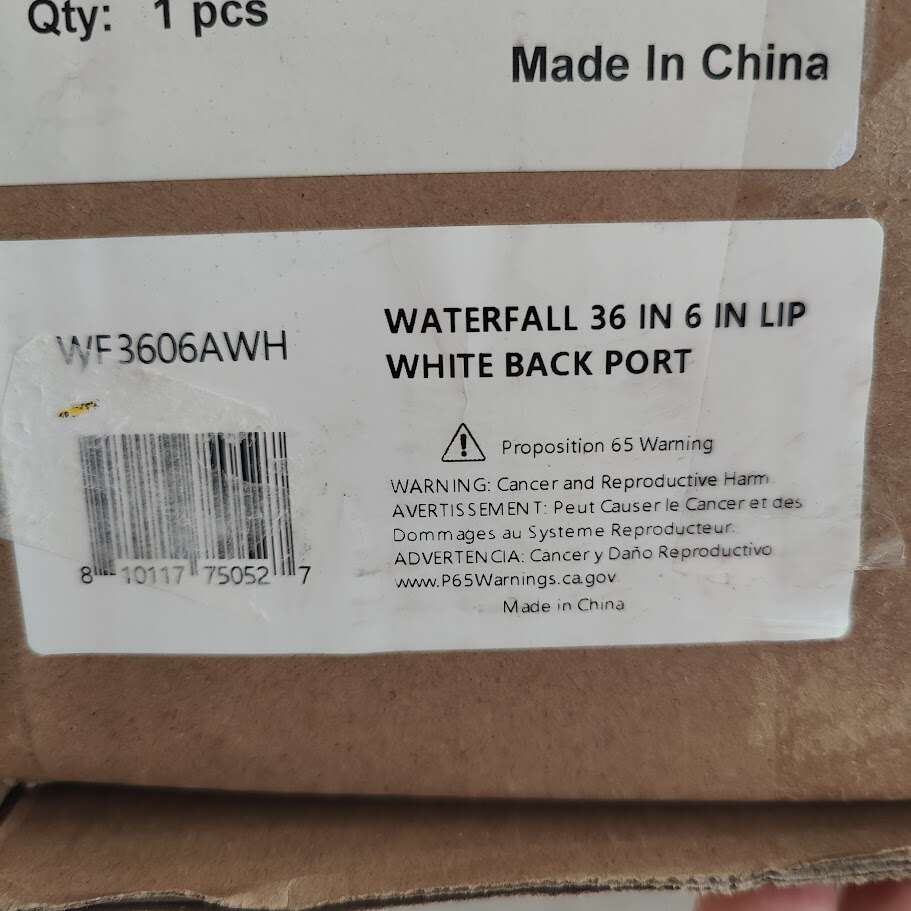 Qty: 1 pcs
Made In China
WF3606AWH
WATERFALL 36 IN 6 IN LIP
WHITE BACK PORT
Proposition 65 Warning
WARNING: Cancer and Reproductive Harm
AVERTISSEMENT: Peut Causer le Cancer et des
Dommages au Systeme Reproducteur.
ADVERTENCIA: Cancer y Daño Reproductivo
www.P65Warnings.ca.gov
Made in China
8 10117 75052 7